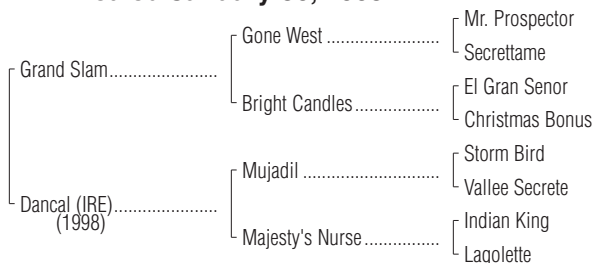 Mr. Prospector
Gone West ........................
Secrettame
Grand Slam.......................
El Gran Senor
Bright Candles..................
Christmas Bonus
Storm Bird
Mujadil .............................
Vallee Secrete
Dancal (IRE)......................
(1998)
Indian King
Majesty's Nurse................
Lagolette